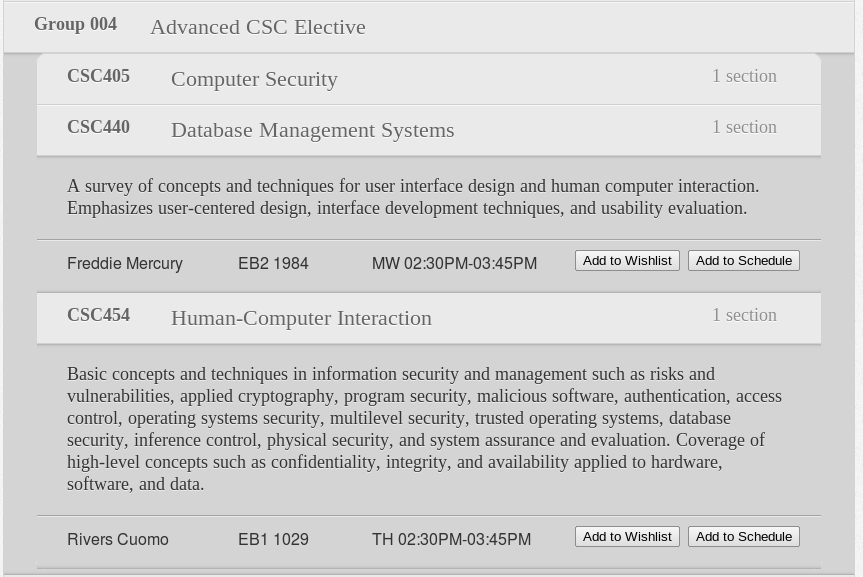 Group 004 Advanced CSC Elective
CSC405 Computer Security 1 section
CSC440 Database Management Systems 1 section
A survey of concepts and techniques for user interface design and human computer interaction.
Emphasizes user-centered design, interface development techniques, and usability evaluation.
Freddie Mercury EB2 1984 MW 02:30PM-03:45PM Add to Wishlist Add to Schedule
CSC454 Human-Computer Interaction 1 section
Basic concepts and techniques in information security and management such as risks and
vulnerabilities, applied cryptography, program security, malicious software, authentication, access
control, operating systems security, multilevel security, trusted operating systems, database
security, inference control, physical security, and system assurance and evaluation. Coverage of
high-level concepts such as confidentiality, integrity, and availability applied to hardware,
software, and data.
Rivers Cuomo EB1 1029 TH 02:30PM-03:45PM Add to Wishlist Add to Schedule